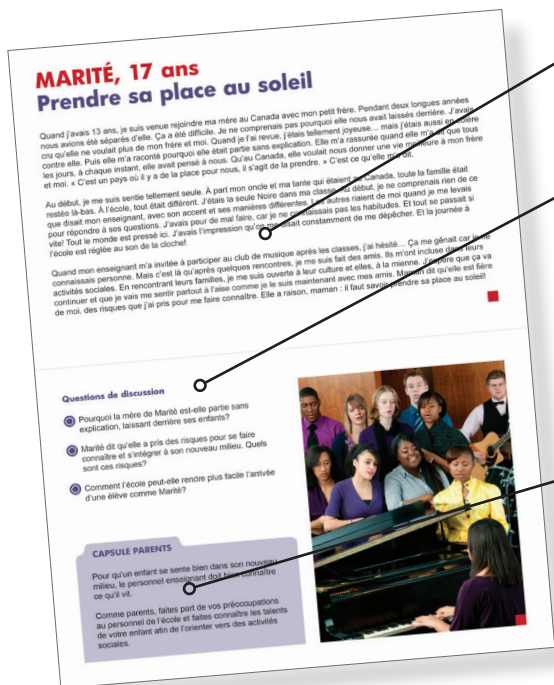 MARITÉ, 17 ans
Prendre sa place au soleil
Quand j'avais 13 ans, je suis venue rejoindre ma mère au Canada avec mon petit frère. Pendant deux longues années
nous avions été séparés d'elle. Ça a été difficile. Je ne comprenais pas pourquoi elle nous avait laissés derrière. J'avais
cru qu'elle ne voulait plus de mon frère et moi. Quand je l'ai revue, j'étais tellement joyeuse… mais j'étais aussi en colère
contre elle. Puis elle m'a raconté pourquoi elle était partie sans explication. Elle m'a rassurée quand elle m'a dit que tous
les jours, à chaque instant, elle avait pensé à nous. Qu'au Canada, elle voulait nous donner une vie meilleure à mon frère
et moi. « C'est un pays où il y a de la place pour nous, il s'agit de la prendre. » C'est ce qu'elle m'a dit.
Au début, je me suis sentie tellement seule. À part mon oncle et ma tante qui étaient au Canada, toute la famille était
restée là-bas. À l'école, tout était différent. J'étais la seule Noire dans ma classe. Au début, je ne comprenais rien de ce
que disait mon enseignant, avec son accent et ses manières différentes. Les autres riaient de moi quand je me levais
pour répondre à ses questions. J'avais peur de mal faire, car je ne connaissais pas les habitudes. Et tout se passait si
vite! Tout le monde est pressé ici. J'avais l'impression qu'on me disait constamment de me dépêcher. Et la journée à
l'école est réglée au son de la cloche!
Quand mon enseignant m'a invitée à participer au club de musique après les classes, j'ai hésité… Ça me gênait car je ne
connaissais personne. Mais c'est là qu'après quelques rencontres, je me suis fait des amis. Ils m'ont incluse dans leurs
activités sociales. En rencontrant leurs familles, je me suis ouverte à leur culture et elles, à la mienne. J'espère que ça va
continuer et que je vais me sentir partout à l'aise comme je le suis maintenant avec mes amis. Maman dit qu'elle est fière
de moi, des risques que j'ai pris pour me faire connaître. Elle a raison, maman : il faut savoir prendre sa place au soleil!
Questions de discussion
Pourquoi la mère de Marité est-elle partie sans
explication, laissant derrière ses enfants?
Marité dit qu'elle a pris des risques pour se faire
connaître et s'intégrer à son nouveau milieu. Quels
sont ces risques?
Comment l'école peut-elle rendre plus facile l'arrivée
d'une élève comme Marité?
CAPSULE PARENTS
Pour qu'un enfant se sente bien dans son nouveau
milieu, le personnel enseignant doit bien connaître
ce qu'il vit.
Comme parents, faites part de vos préoccupations
au personnel de l'école et faites connaître les talents
de votre enfant afin de l'orienter vers des activités
sociales.